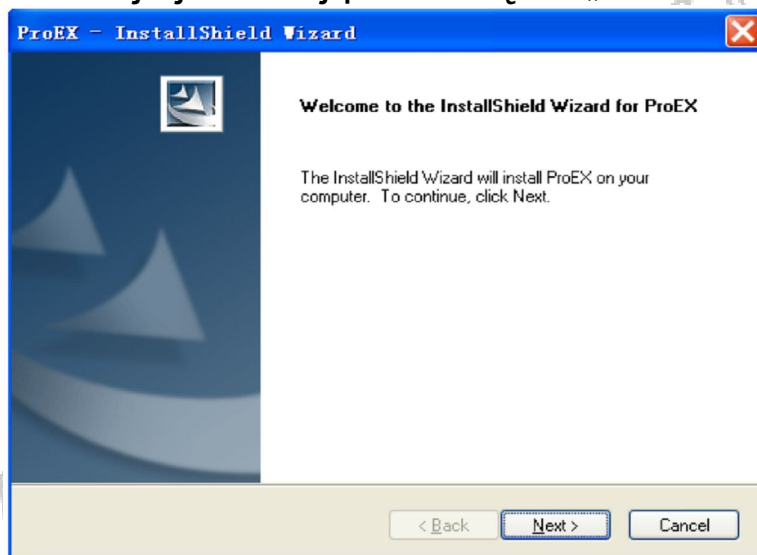 ProEX - InstallShield Wizard
Welcome to the InstallShield Wizard for ProEX
The InstallShield Wizard will install ProEX on your
computer. To continue, click Next.
< Back
Next >
Cancel